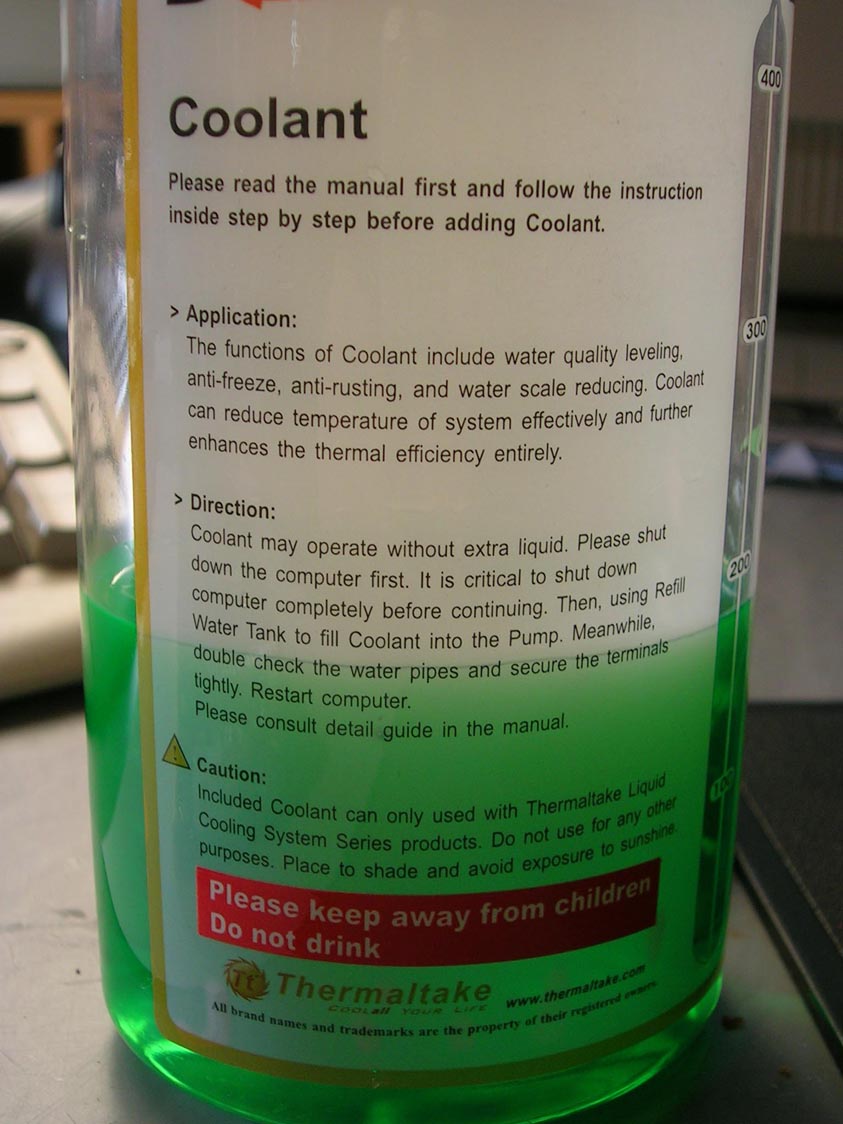 Coolant
Please read the manual first and follow the instruction
inside step by step before adding Coolant.
> Application:
The functions of Coolant include water quality leveling,
anti-freeze, anti-rusting, and water scale reducing. Coolant
can reduce temperature of system effectively and further
enhances the thermal efficiency entirely.
> Direction:
Coolant may operate without extra liquid. Please shut
down the computer first. It is critical to shut down
computer completely before continuing. Then, using Refill
Water Tank to fill Coolant into the Pump. Meanwhile,
double check the water pipes and secure the terminals
tightly. Restart computer.
Please consult detail guide in the manual.
Caution:
Included Coolant can only used with Thermaltake Liquid
Cooling System Series products. Do not use for any other
purposes. Place to shade and avoid exposure to sunshine.
Please keep away from children
Do not drink
Tt Thermaltake www.thermaltake.com
COOL all YOUR LIFE
All brand names and trademarks are the property of their registered owners.
400
300
200
100